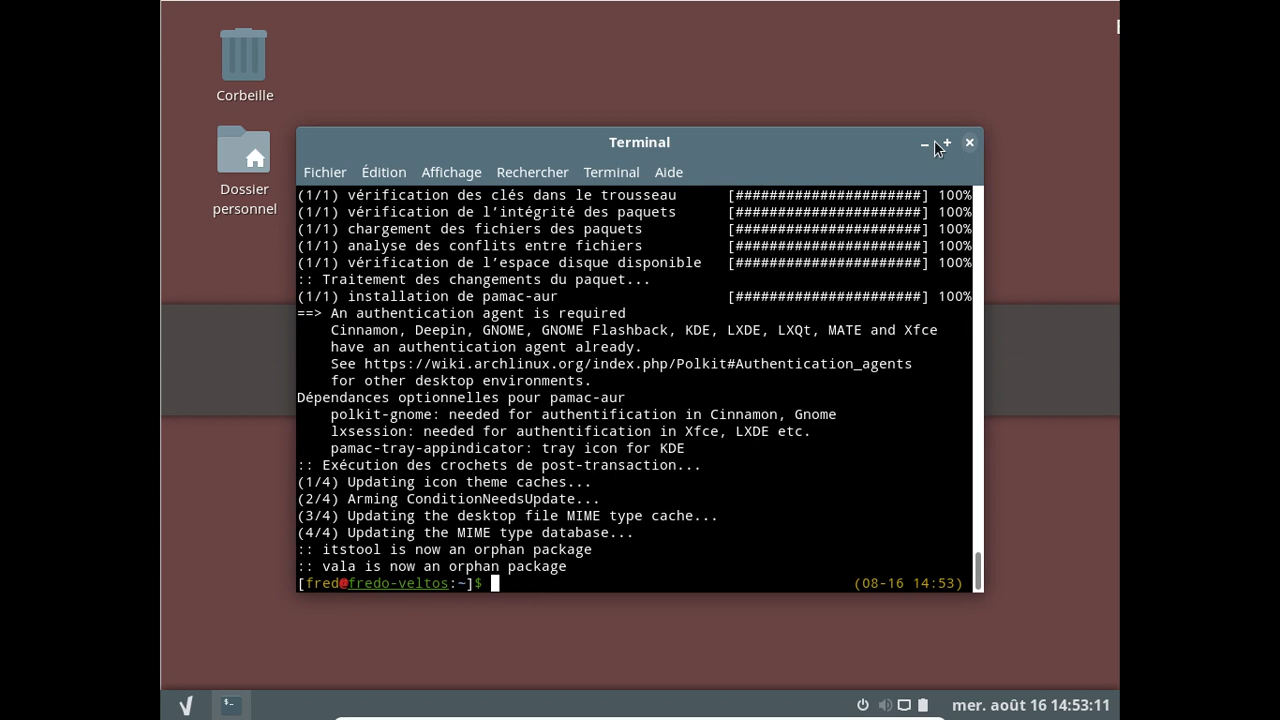 Corbeille
Dossier
personnel
Terminal
Fichier Édition Affichage Rechercher Terminal Aide
(1/1) vérification des clés dans le trousseau [######################] 100%
(1/1) vérification de l’intégrité des paquets [######################] 100%
(1/1) chargement des fichiers des paquets [######################] 100%
(1/1) analyse des conflits entre fichiers [######################] 100%
(1/1) vérification de l’espace disque disponible [######################] 100%
:: Traitement des changements du paquet...
(1/1) installation de pamac-aur [######################] 100%
==> An authentication agent is required
Cinnamon, Deepin, GNOME, GNOME Flashback, KDE, LXDE, LXQt, MATE and Xfce
have an authentication agent already.
See https://wiki.archlinux.org/index.php/Polkit#Authentication_agents
for other desktop environments.
Dépendances optionnelles pour pamac-aur
polkit-gnome: needed for authentification in Cinnamon, Gnome
lxsession: needed for authentification in Xfce, LXDE etc.
pamac-tray-appindicator: tray icon for KDE
:: Exécution des crochets de post-transaction...
(1/4) Updating icon theme caches...
(2/4) Arming ConditionNeedsUpdate...
(3/4) Updating the desktop file MIME type cache...
(4/4) Updating the MIME type database...
:: itstool is now an orphan package
:: vala is now an orphan package
[fred@fredo-veltos:~]$ (08-16 14:53)
mer. août 16 14:53:11